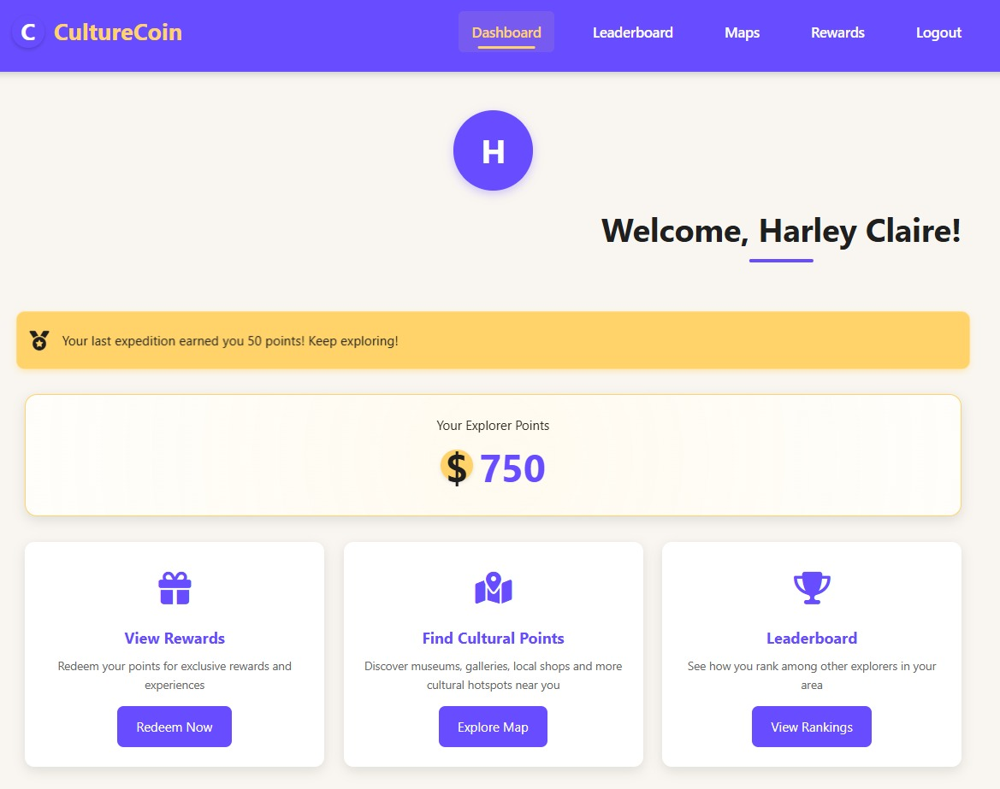 C CultureCoin Dashboard Leaderboard Maps Rewards Logout
H
Welcome, Harley Claire!
Your last expedition earned you 50 points! Keep exploring!
Your Explorer Points
$ 750
View Rewards
Redeem your points for exclusive rewards and
experiences
Redeem Now
Find Cultural Points
Discover museums, galleries, local shops and more
cultural hotspots near you
Explore Map
Leaderboard
See how you rank among other explorers in your
area
View Rankings